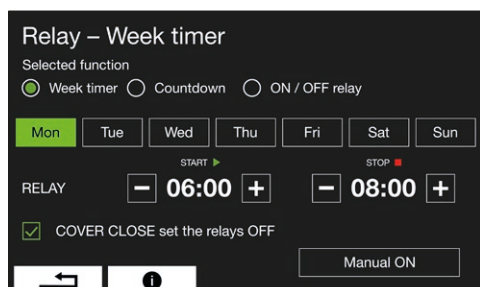 Relay – Week timer
Selected function
Week timer Countdown ON / OFF relay
Mon Tue Wed Thu Fri Sat Sun
START STOP
RELAY − 06:00 + − 08:00 +
COVER CLOSE set the relays OFF
Manual ON
i